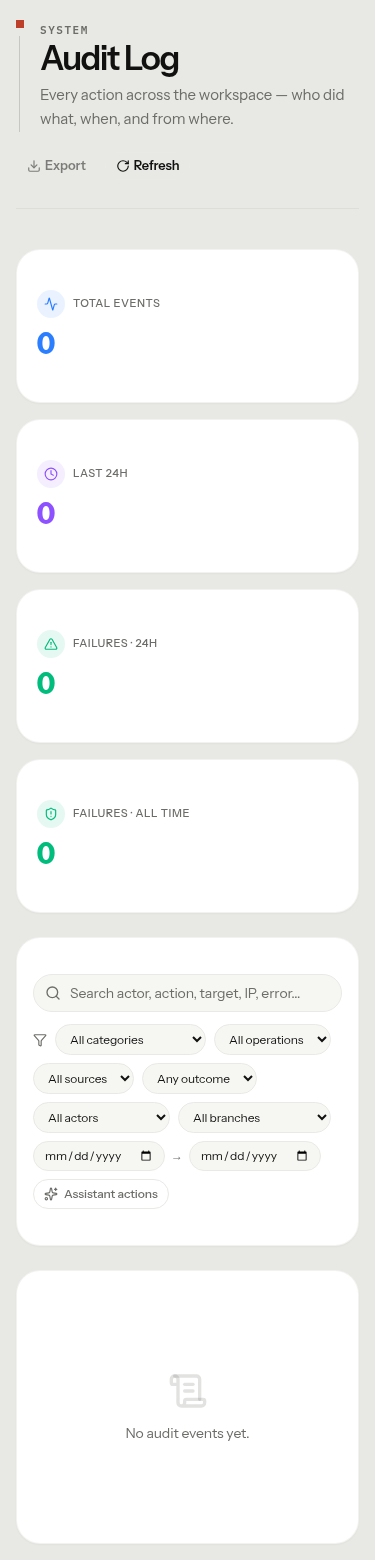 SYSTEM
Audit Log
Every action across the workspace — who did
what, when, and from where.
Export Refresh
TOTAL EVENTS
0
LAST 24H
0
FAILURES · 24H
0
FAILURES · ALL TIME
0
Search actor, action, target, IP, error...
All categories All operations
All sources Any outcome
All actors All branches
mm/dd/yyyy → mm/dd/yyyy
Assistant actions
No audit events yet.